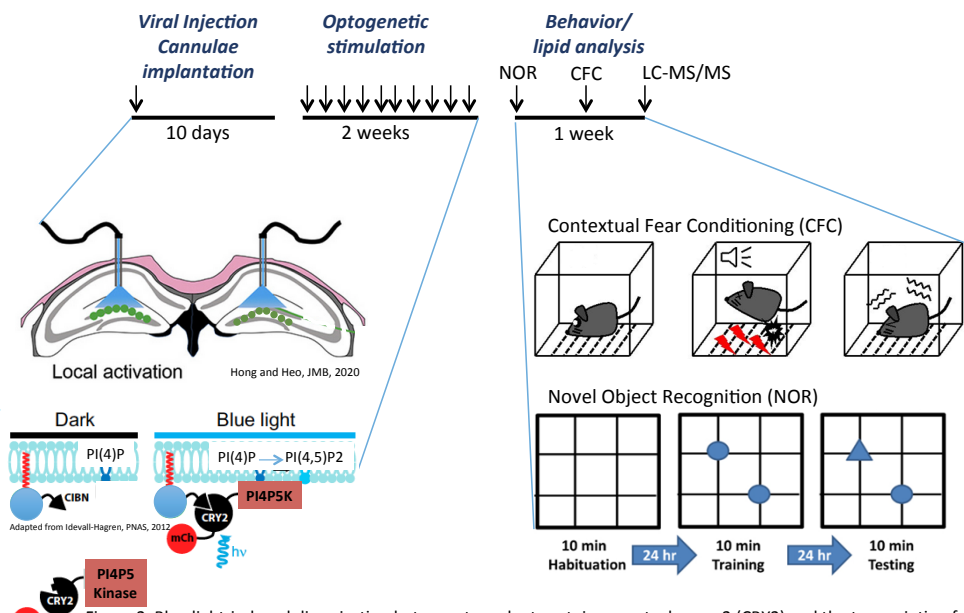 Viral Injection
Cannulae
implantation
Optogenetic
stimulation
Behavior/
lipid analysis
NOR
CFC
LC-MS/MS
10 days
2 weeks
1 week
Local activation
Hong and Heo, JMB, 2020
Dark
Blue light
PI(4)P
PI(4)P
PI(4,5)P2
CIBN
PI4P5K
CRY2
mCh
hν
Adapted from Idevall-Hagren, PNAS, 2012
PI4P5
Kinase
CRY2
Contextual Fear Conditioning (CFC)
Novel Object Recognition (NOR)
10 min
Habituation
24 hr
10 min
Training
24 hr
10 min
Testing